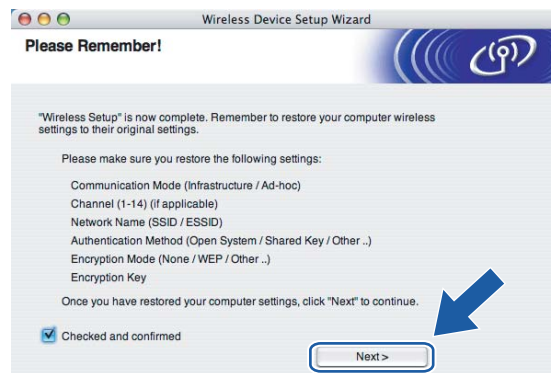 Wireless Device Setup Wizard
Please Remember!
"Wireless Setup" is now complete. Remember to restore your computer wireless
settings to their original settings.
Please make sure you restore the following settings:
Communication Mode (Infrastructure / Ad-hoc)
Channel (1-14) (if applicable)
Network Name (SSID / ESSID)
Authentication Method (Open System / Shared Key / Other ..)
Encryption Mode (None / WEP / Other ..)
Encryption Key
Once you have restored your computer settings, click "Next" to continue.
Checked and confirmed
Next >